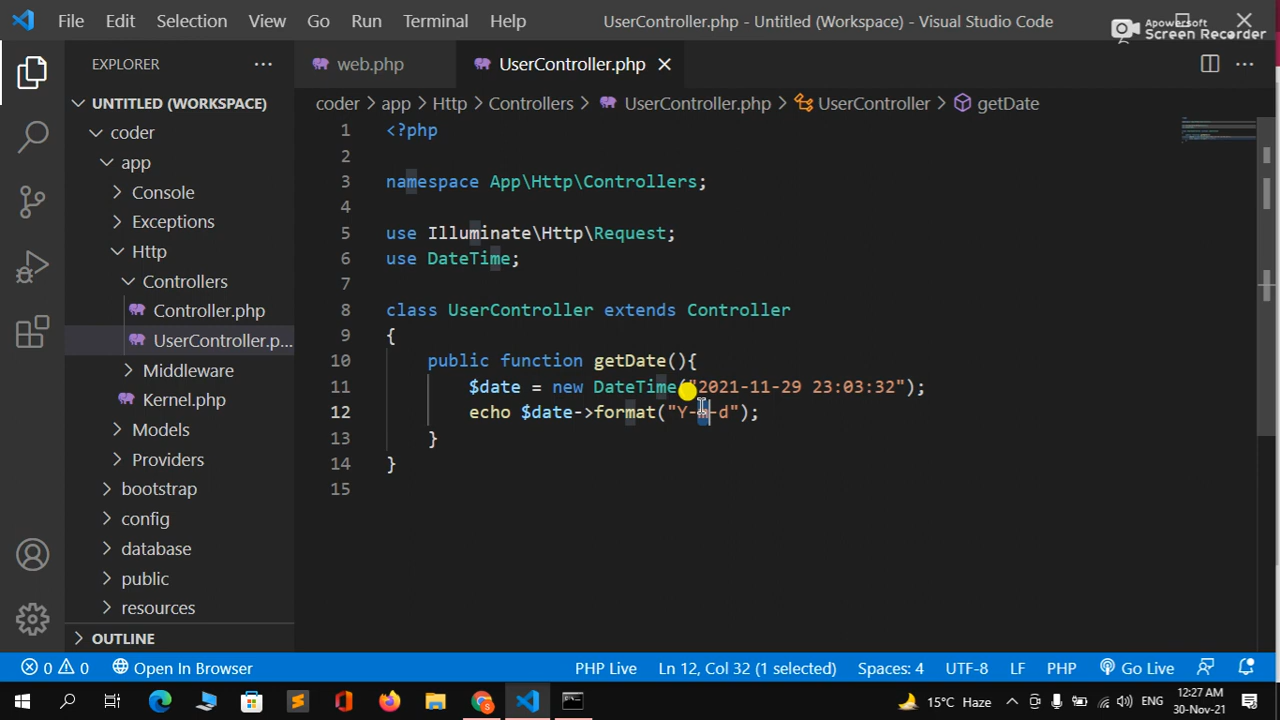 File Edit Selection View Go Run Terminal Help UserController.php - Untitled (Workspace) - Visual Studio Code
Apowersoft
Screen Recorder
EXPLORER
web.php UserController.php
UNTITLED (WORKSPACE)
coder
app
Console
Exceptions
Http
Controllers
Controller.php
UserController.p...
Middleware
Kernel.php
Models
Providers
bootstrap
config
database
public
resources
OUTLINE
coder > app > Http > Controllers > UserController.php > UserController > getDate
1 <?php
2
3 namespace App\Http\Controllers;
4
5 use Illuminate\Http\Request;
6 use DateTime;
7
8 class UserController extends Controller
9 {
10 public function getDate(){
11 $date = new DateTime("2021-11-29 23:03:32");
12 echo $date->format("Y-m-d");
13 }
14 }
15
0 0 Open In Browser PHP Live Ln 12, Col 32 (1 selected) Spaces: 4 UTF-8 LF PHP Go Live
15°C Haze ENG 12:27 AM
30-Nov-21